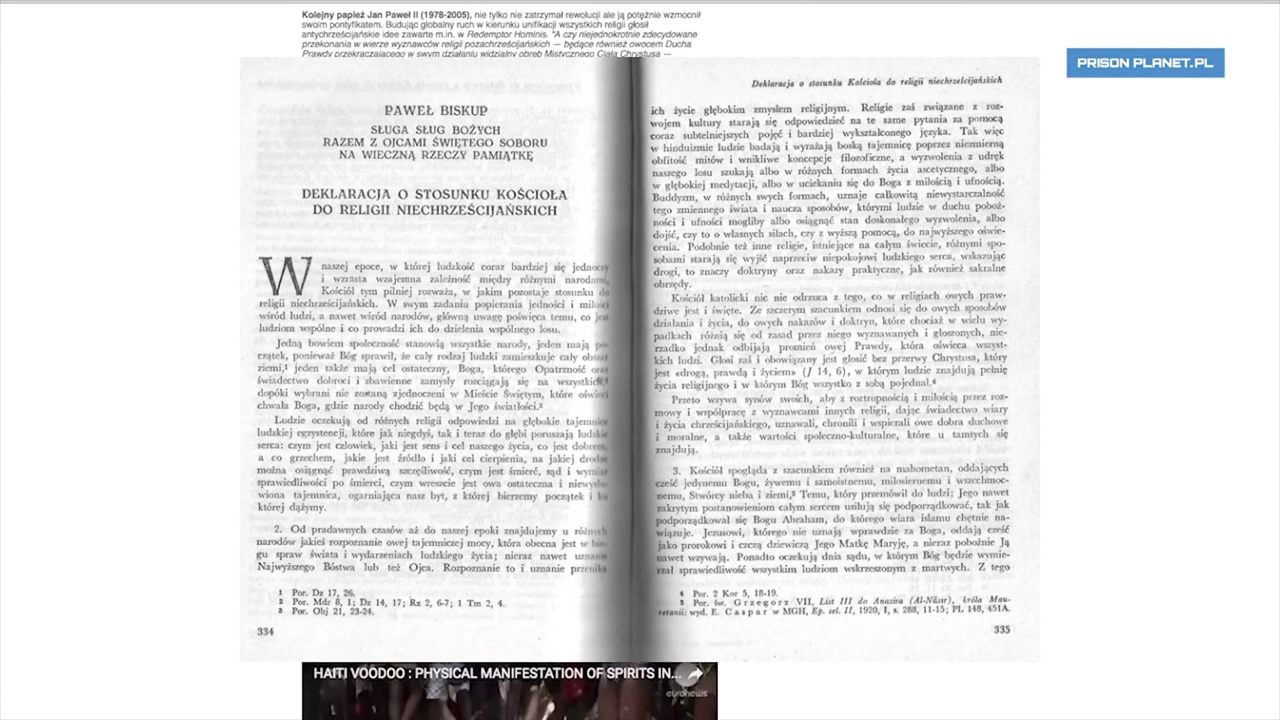 Kolejny papież Jan Paweł II (1978-2005), nie tylko nie zatrzymał rewolucji ale ją potężnie wzmocnił
swoim pontyfikatem. Budując globalny ruch w kierunku unifikacji wszystkich religii głosił
antychrześcijańskie idee zawarte m.in. w Redemptor Hominis. "A czy niejednokrotnie zdecydowane
przekonania w wierze wyznawców religii pozachrześcijańskich — będące również owocem Ducha
Prawdy przekraczającego w swym działaniu widzialny obręb Mistycznego Ciała Chrystusa —
PRISON PLANET.PL
PAWEŁ BISKUP
SŁUGA SŁUG BOŻYCH
RAZEM Z OJCAMI ŚWIĘTEGO SOBORU
NA WIECZNĄ RZECZY PAMIĄTKĘ
DEKLARACJA O STOSUNKU KOŚCIOŁA
DO RELIGII NIECHRZEŚCIJAŃSKICH
W naszej epoce, w której ludzkość coraz bardziej się jednoczy
i wzrasta wzajemna zależność między różnymi narodami,
Kościół tym pilniej rozważa, w jakim pozostaje stosunku do
religii niechrześcijańskich. W swym zadaniu popierania jedności i miłości
wśród ludzi, a nawet wśród narodów, główną uwagę poświęca temu, co jest
ludziom wspólne i co prowadzi ich do dzielenia wspólnego losu.
Jedną bowiem społeczność stanowią wszystkie narody, jeden mają po-
czątek, ponieważ Bóg sprawił, że cały rodzaj ludzki zamieszkuje cały obszar
ziemi,¹ jeden także mają cel ostateczny, Boga, którego Opatrzność oraz
świadectwo dobroci i zbawienne zamysły rozciągają się na wszystkich,²
dopóki wybrani nie zostaną zjednoczeni w Mieście Świętym, które oświeci
chwała Boga, gdzie narody chodzić będą w Jego światłości.³
Ludzie oczekują od różnych religii odpowiedzi na głębokie tajemnice
ludzkiej egzystencji, które jak niegdyś, tak i teraz do głębi poruszają ludzkie
serca: czym jest człowiek, jaki jest sens i cel naszego życia, co jest dobrem,
a co grzechem, jakie jest źródło i jaki cel cierpienia, na jakiej drodze
można osiągnąć prawdziwą szczęśliwość, czym jest śmierć, sąd i wymiar
sprawiedliwości po śmierci, czym wreszcie jest owa ostateczna i niewysło-
wiona tajemnica, ogarniająca nasz byt, z której bierzemy początek i ku
której dążymy.
2. Od pradawnych czasów aż do naszej epoki znajdujemy u różnych
narodów jakieś rozpoznanie owej tajemniczej mocy, która obecna jest w bie-
gu spraw świata i wydarzeniach ludzkiego życia; nieraz nawet uznanie
Najwyższego Bóstwa lub też Ojca. Rozpoznanie to i uznanie przenika
1 Por. Dz 17, 26.
2 Por. Mdr 8, 1; Dz 14, 17; Rz 2, 6-7; 1 Tm 2, 4.
3 Por. Obj 21, 23-24.
334
Deklaracja o stosunku Kościoła do religii niechrześcijańskich
ich życie głębokim zmysłem religijnym. Religie zaś związane z roz-
wojem kultury starają się odpowiedzieć na te same pytania za pomocą
coraz subtelniejszych pojęć i bardziej wykształconego języka. Tak więc
w hinduizmie ludzie badają i wyrażają boską tajemnicę poprzez niezmierną
obfitość mitów i wnikliwe koncepcje filozoficzne, a wyzwolenia z udręk
naszego losu szukają albo w różnych formach życia ascetycznego, albo
w głębokiej medytacji, albo w uciekaniu się do Boga z miłością i ufnością.
Buddyzm, w różnych swych formach, uznaje całkowitą niewystarczalność
tego zmiennego świata i naucza sposobów, którymi ludzie w duchu poboż-
ności i ufności mogliby albo osiągnąć stan doskonałego wyzwolenia, albo
dojść, czy to o własnych siłach, czy z wyższą pomocą, do najwyższego oświe-
cenia. Podobnie też inne religie, istniejące na całym świecie, różnymi spo-
sobami starają się wyjść naprzeciw niepokojowi ludzkiego serca, wskazując
drogi, to znaczy doktryny oraz nakazy praktyczne, jak również sakralne
obrzędy.
Kościół katolicki nic nie odrzuca z tego, co w religiach owych praw-
dziwe jest i święte. Ze szczerym szacunkiem odnosi się do owych sposobów
działania i życia, do owych nakazów i doktryn, które chociaż w wielu wy-
padkach różnią się od zasad przez niego wyznawanych i głoszonych, nie-
rzadko jednak odbijają promień owej Prawdy, która oświeca wszyst-
kich ludzi. Głosi zaś i obowiązany jest głosić bez przerwy Chrystusa, który
jest «drogą, prawdą i życiem» (J 14, 6), w którym ludzie znajdują pełnię
życia religijnego i w którym Bóg wszystko z sobą pojednał.⁴
Przeto wzywa synów swoich, aby z roztropnością i miłością przez roz-
mowy i współpracę z wyznawcami innych religii, dając świadectwo wiary
i życia chrześcijańskiego, uznawali, chronili i wspierali owe dobra duchowe
i moralne, a także wartości społeczno-kulturalne, które u tamtych się
znajdują.
3. Kościół spogląda z szacunkiem również na mahometan, oddających
cześć jedynemu Bogu, żywemu i samoistnemu, miłosiernemu i wszechmoc-
nemu, Stwórcy nieba i ziemi,⁵ Temu, który przemówił do ludzi; Jego nawet
zakrytym postanowieniom całym sercem usiłują się podporządkować, tak jak
podporządkował się Bogu Abraham, do którego wiara islamu chętnie na-
wiązuje. Jezusowi, którego nie uznają wprawdzie za Boga, oddają cześć
jako prorokowi i czczą dziewiczą Jego Matkę Maryję, a nieraz pobożnie Ją
nawet wzywają. Ponadto oczekują dnia sądu, w którym Bóg będzie wymie-
rzał sprawiedliwość wszystkim ludziom wskrzeszonym z martwych. Z tego
4 Por. 2 Kor 5, 18-19.
5 Por. św. Grzegorz VII, List III do Anazira (Al-Nāsir), króla Mau-
retanii: wyd. E. Caspar w MGH, Ep. sel. II, 1920, I, s. 288, 11-15; PL 148, 451A.
335
HAITI VOODOO : PHYSICAL MANIFESTATION OF SPIRITS IN...
euronews